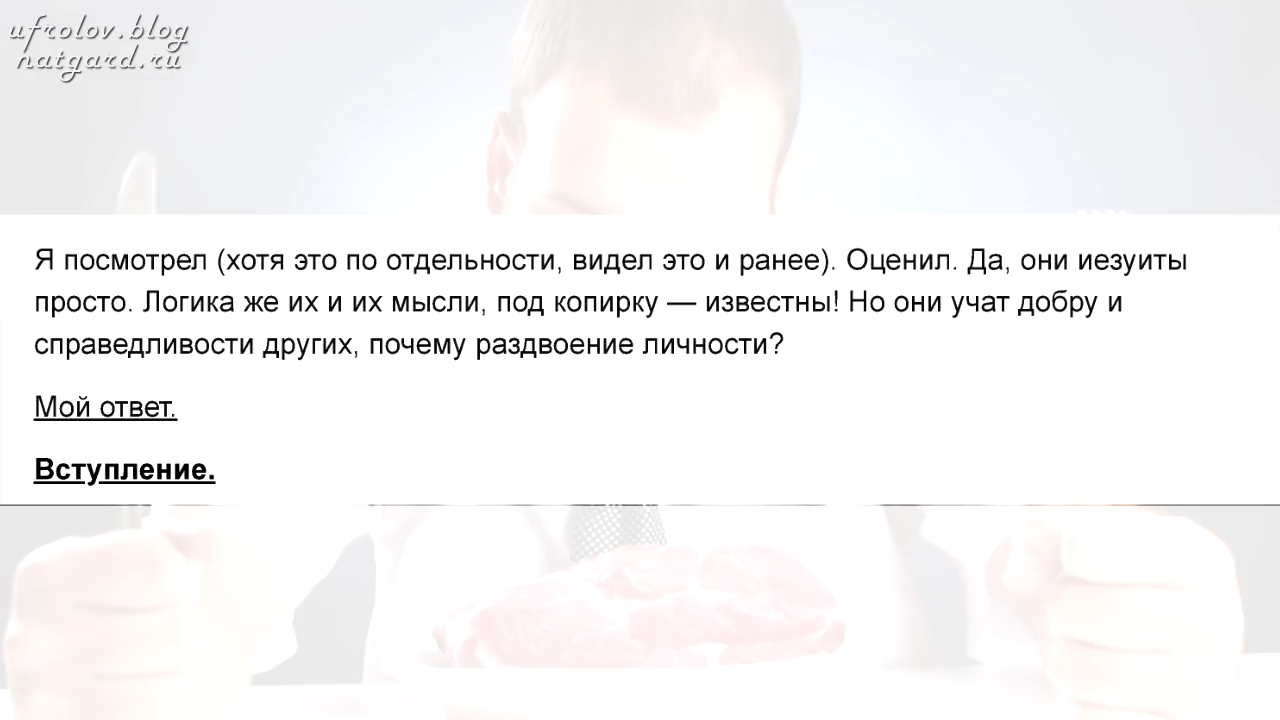 ufrolov.blog
hatgard.ru
Я посмотрел (хотя это по отдельности, видел это и ранее). Оценил. Да, они иезуиты
просто. Логика же их и их мысли, под копирку — известны! Но они учат добру и
справедливости других, почему раздвоение личности?
Мой ответ.
Вступление.